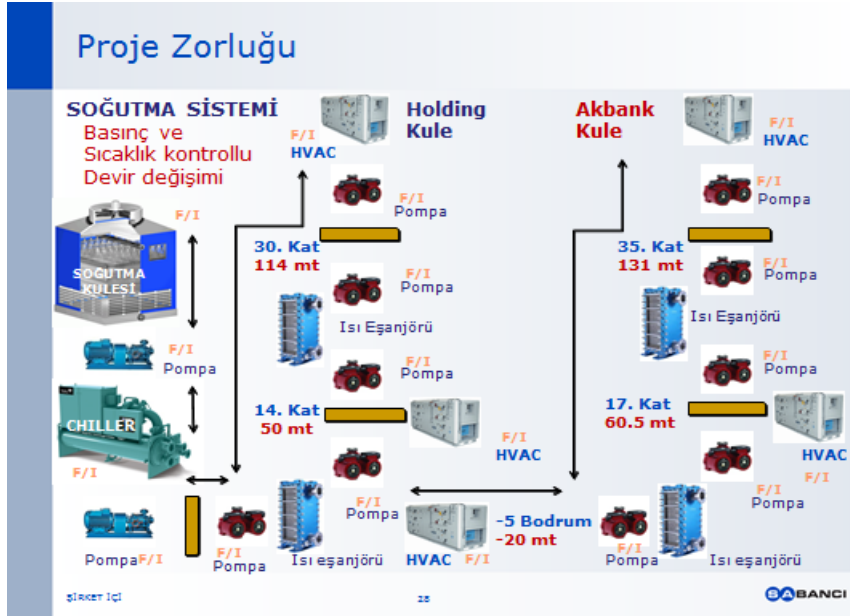 Proje Zorluğu
SOĞUTMA SİSTEMİ
Basınç ve
Sıcaklık kontrollu
Devir değişimi
Holding
Kule
Akbank
Kule
F/I
HVAC
F/I
HVAC
F/I
Pompa
F/I
Pompa
F/I
SOĞUTMA
KULESİ
30. Kat
114 mt
35. Kat
131 mt
F/I
Pompa
F/I
Pompa
Isı Eşanjörü
Isı Eşanjörü
F/I
Pompa
F/I
Pompa
F/I
Pompa
CHILLER
F/I
14. Kat
50 mt
17. Kat
60.5 mt
F/I
HVAC
HVAC
F/I
Pompa
F/I
Pompa
-5 Bodrum
-20 mt
Pompa F/I
F/I
Pompa
Isı eşanjörü
HVAC F/I
F/I
Pompa
Isı eşanjörü
ŞİRKET İÇİ
28
SABANCI